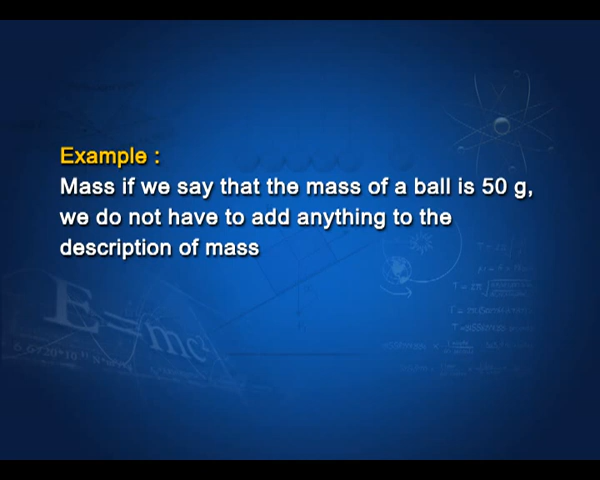 Example :
Mass if we say that the mass of a ball is 50 g,
we do not have to add anything to the
description of mass
E=mc²